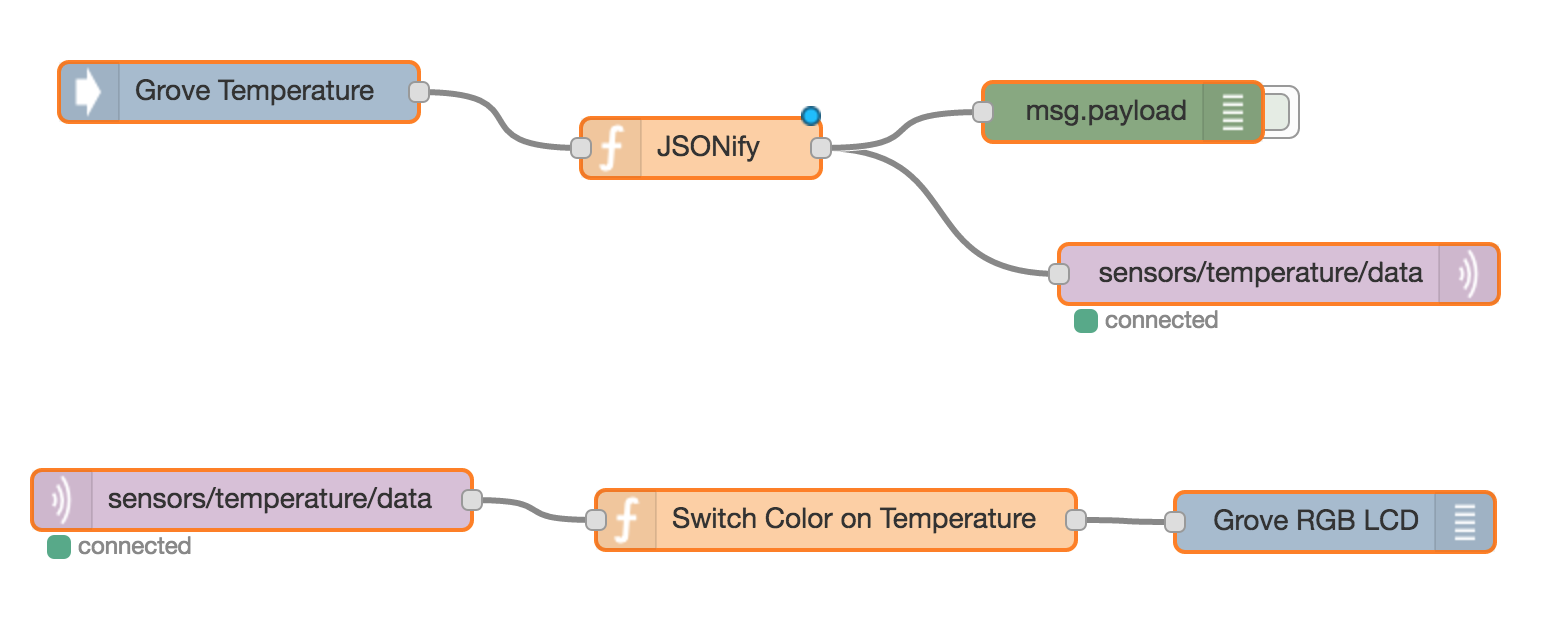 Grove Temperature
JSONify
msg.payload
sensors/temperature/data
connected
sensors/temperature/data
connected
Switch Color on Temperature
Grove RGB LCD